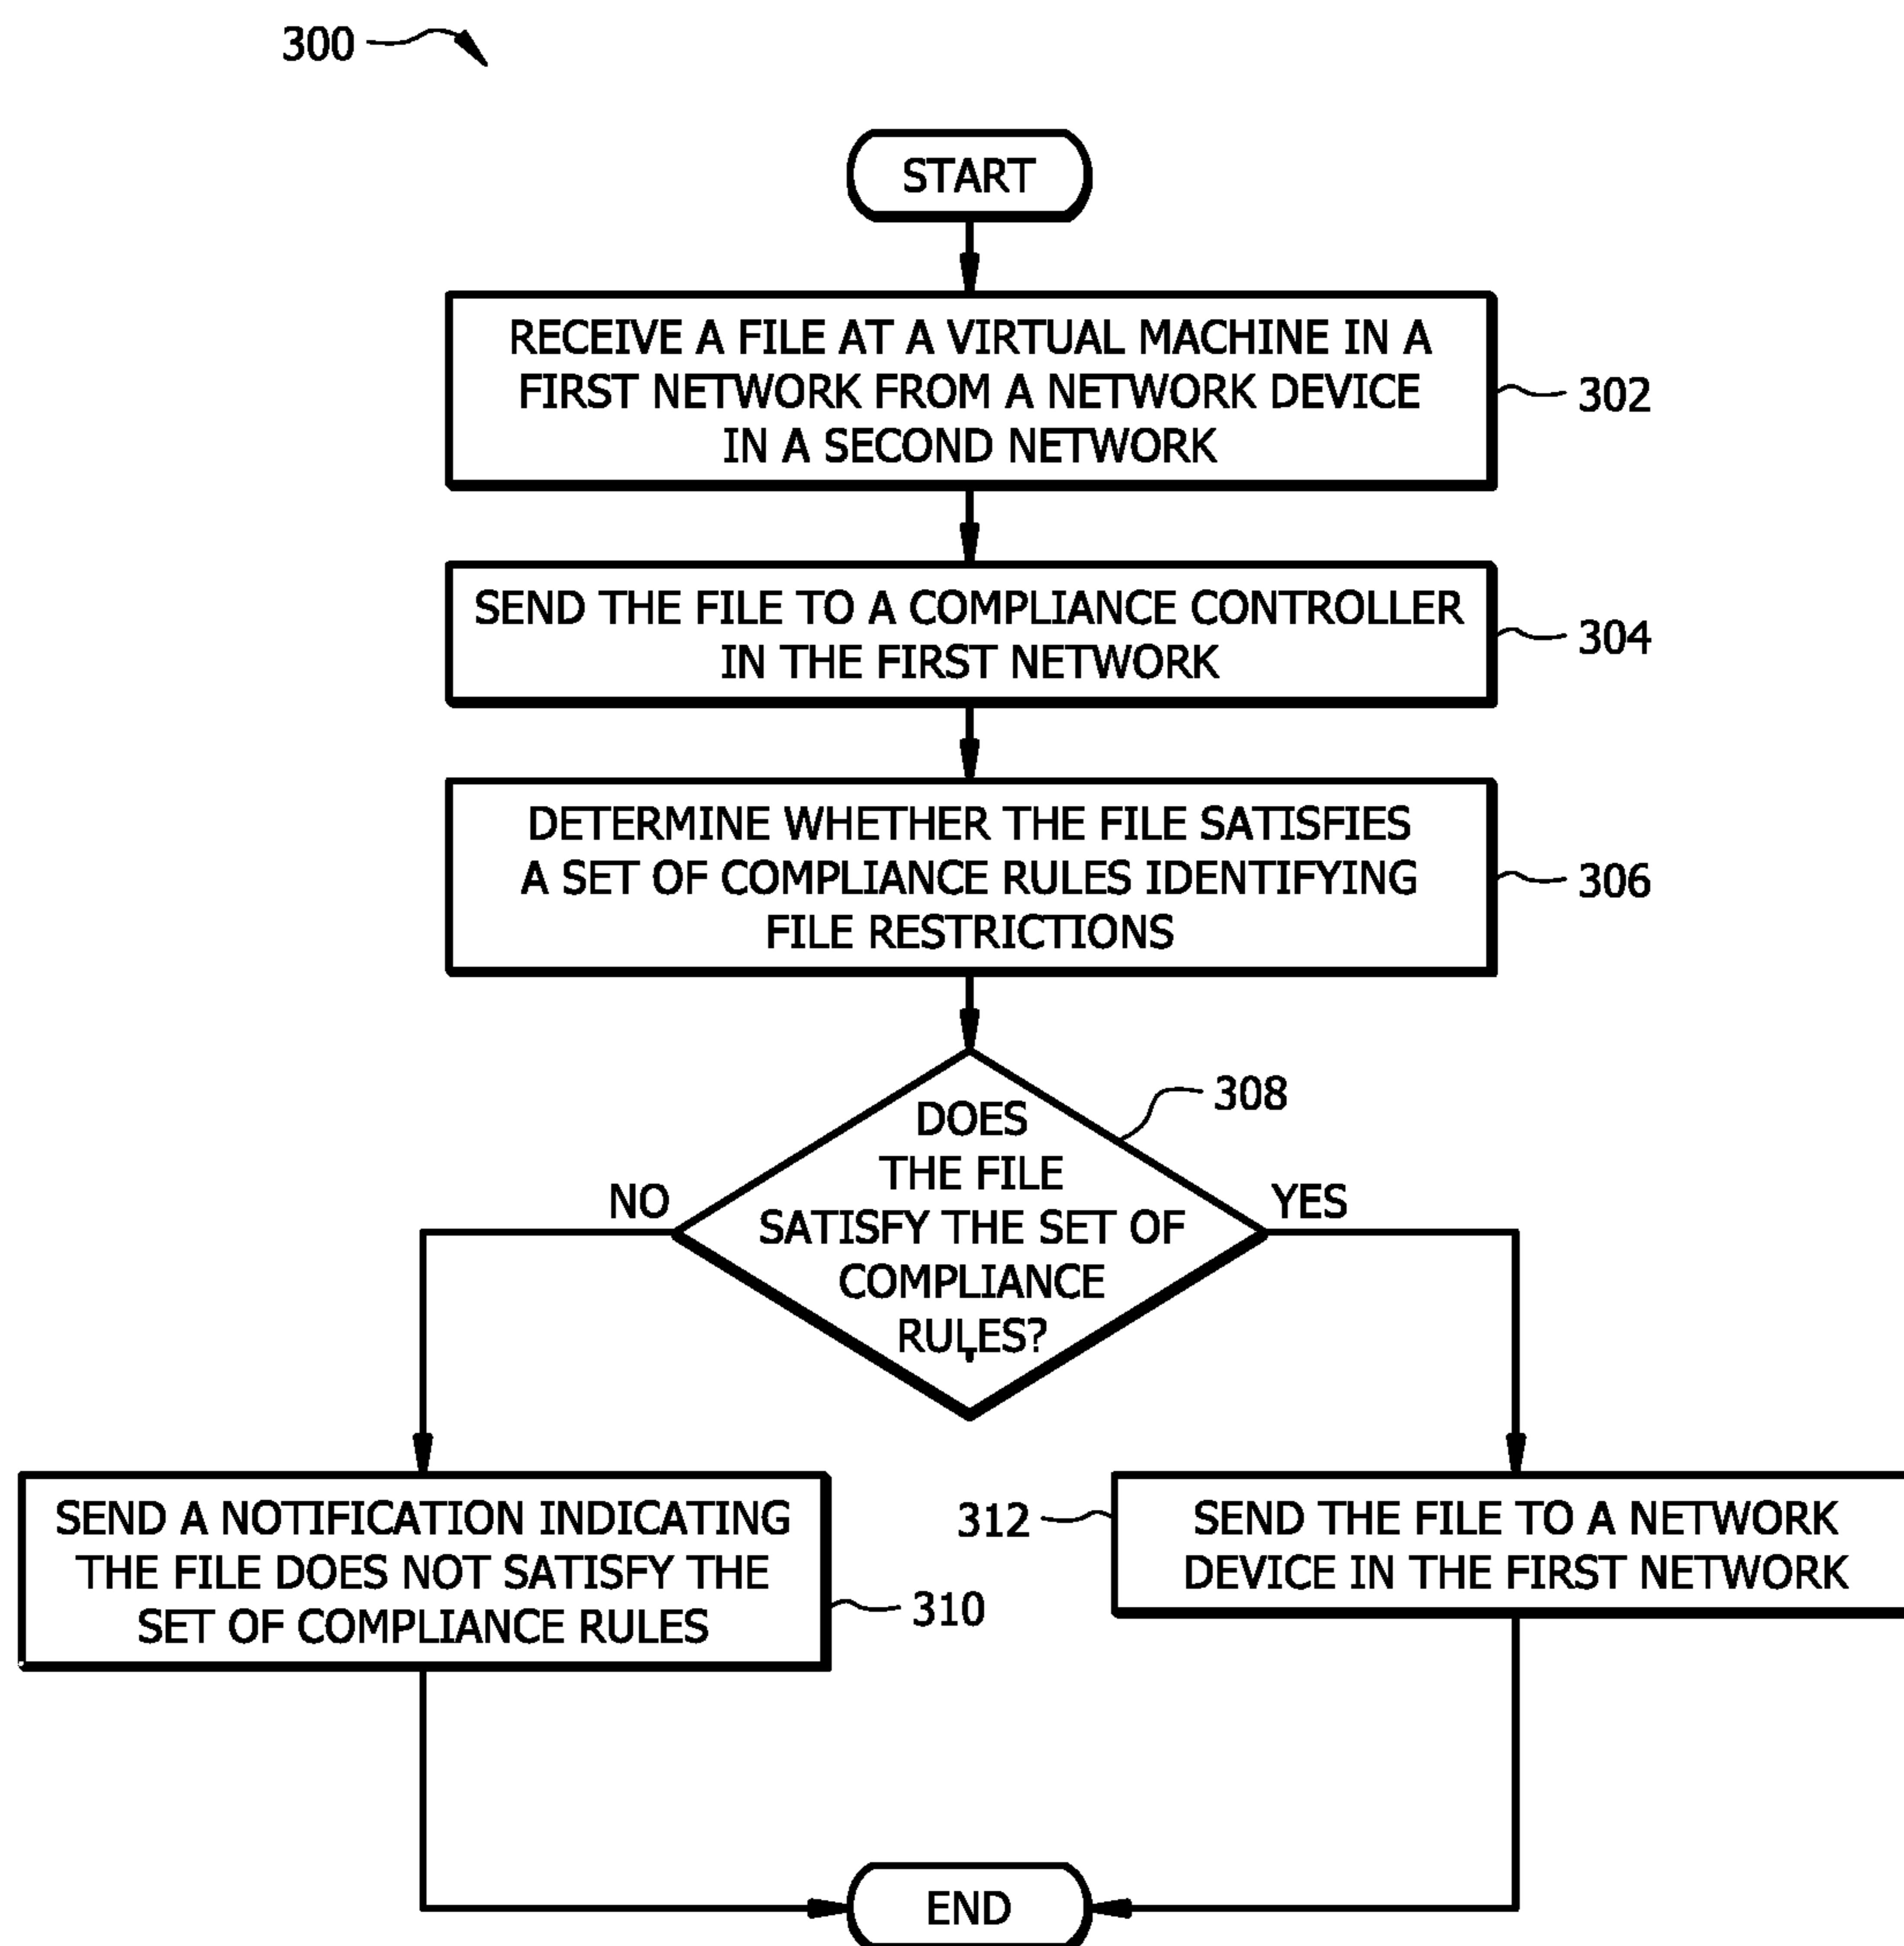 300
START
RECEIVE A FILE AT A VIRTUAL MACHINE IN A
FIRST NETWORK FROM A NETWORK DEVICE
IN A SECOND NETWORK
302
SEND THE FILE TO A COMPLIANCE CONTROLLER
IN THE FIRST NETWORK
304
DETERMINE WHETHER THE FILE SATISFIES
A SET OF COMPLIANCE RULES IDENTIFYING
FILE RESTRICTIONS
306
308
DOES
THE FILE
SATISFY THE SET OF
COMPLIANCE
RULES?
NO
YES
SEND A NOTIFICATION INDICATING
THE FILE DOES NOT SATISFY THE
SET OF COMPLIANCE RULES
310
312
SEND THE FILE TO A NETWORK
DEVICE IN THE FIRST NETWORK
END